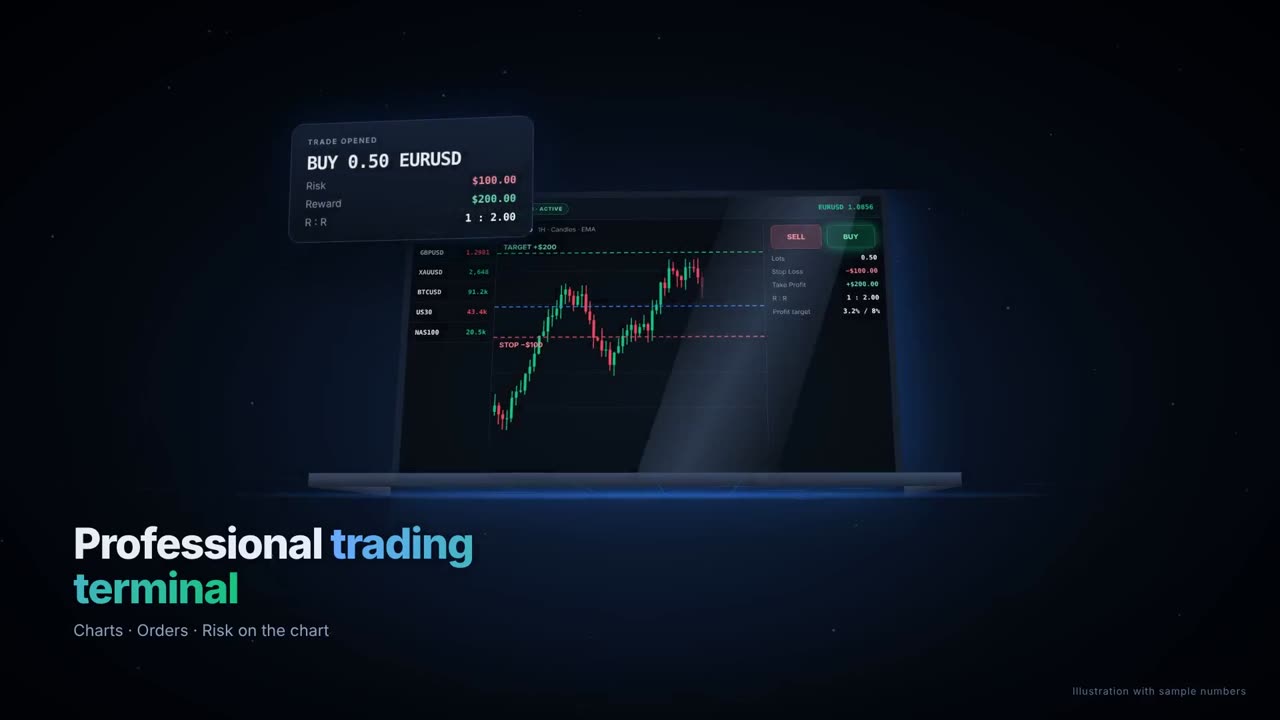 TRADE OPENED
BUY 0.50 EURUSD
Risk $100.00
Reward $200.00
R : R 1 : 2.00
ACTIVE
EURUSD 1.0856
1H · Candles · EMA
SELL BUY
TARGET +$200
GBPUSD 1.2981
XAUUSD 2,648
BTCUSD 91.2k
US30 43.4k
NAS100 20.5k
STOP −$100
Lots 0.50
Stop Loss −$100.00
Take Profit +$200.00
R : R 1 : 2.00
Profit target 3.2% / 8%
Professional trading
terminal
Charts · Orders · Risk on the chart
Illustration with sample numbers